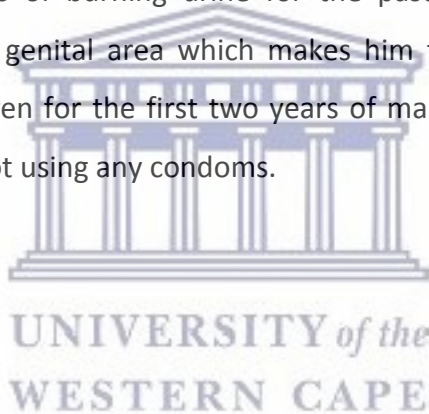 of burning urine for the past
genital area which makes him
en for the first two years of ma
ot using any condoms.
UNIVERSITY of the
WESTERN CAPE